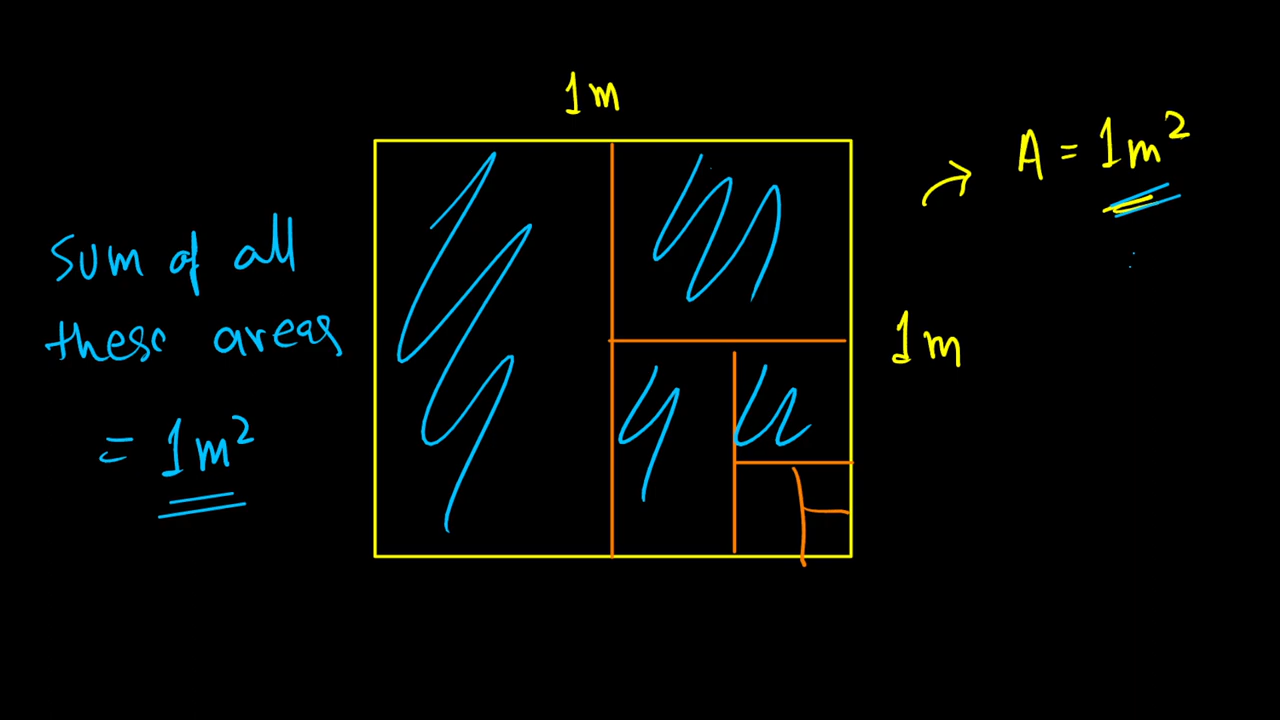 1m
A = 1m²
sum of all
these areas
= 1m²
1m